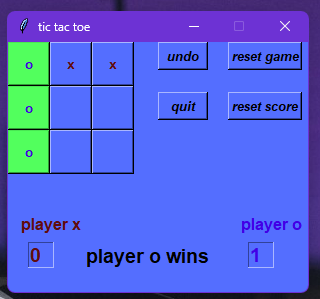 tic tac toe
o x x undo reset game
o quit reset score
o
player x player o
0 player o wins 1